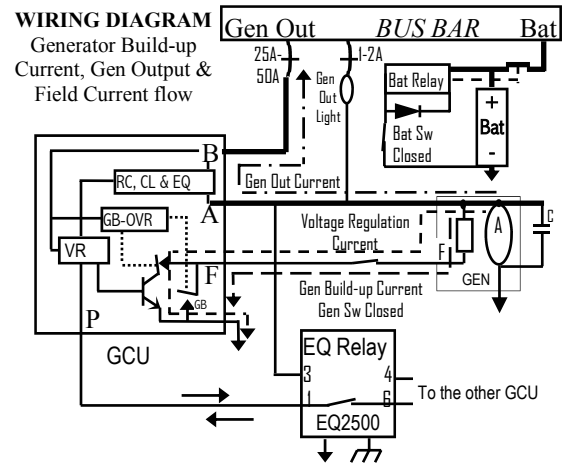 WIRING DIAGRAM
Generator Build-up
Current, Gen Output &
Field Current flow
Gen Out BUS BAR Bat
25A-
50A
1-2A
Gen
Out
Light
Bat Relay
Bat Sw
Closed
+
Bat
-
B
RC, CL & EQ
A
Gen Out Current
GB-OVR
VR
F
GB
P
GCU
Voltage Regulation
Current
F
A
C
GEN
Gen Build-up Current
Gen Sw Closed
EQ Relay
3
4
1
6
EQ2500
To the other GCU